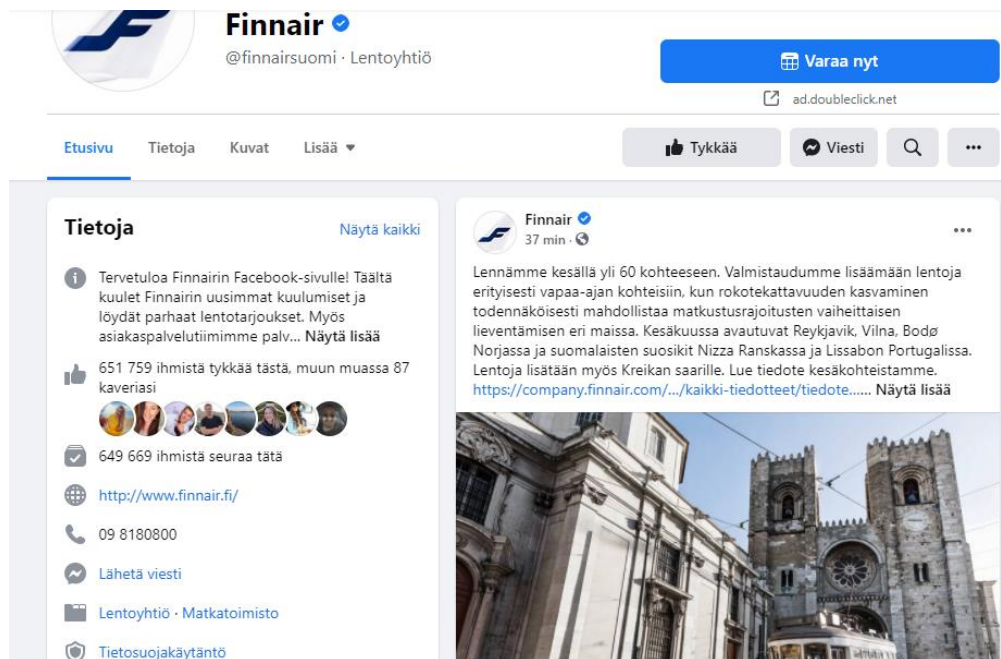 Finnair
@finnairsuomi · Lentoyhtiö
Varaa nyt
ad.doubleclick.net
Etusivu Tietoja Kuvat Lisää
Tykkää Viesti
Tietoja Näytä kaikki
Tervetuloa Finnairin Facebook-sivulle! Täältä
kuulet Finnairin uusimmat kuulumiset ja
löydät parhaat lentotarjoukset. Myös
asiakaspalvelutiimimme palv... Näytä lisää
651 759 ihmistä tykkää tästä, muun muassa 87
kaveriasi
649 669 ihmistä seuraa tätä
http://www.finnair.fi/
09 8180800
Lähetä viesti
Lentoyhtiö · Matkatoimisto
Tietosuojakäytäntö
Finnair
37 min ·
Lennämme kesällä yli 60 kohteeseen. Valmistaudumme lisäämään lentoja
erityisesti vapaa-ajan kohteisiin, kun rokotekattavuuden kasvaminen
todennäköisesti mahdollistaa matkustusrajoitusten vaiheittaisen
lieventämisen eri maissa. Kesäkuussa avautuvat Reykjavik, Vilna, Bodø
Norjassa ja suomalaisten suosikit Nizza Ranskassa ja Lissabon Portugalissa.
Lentoja lisätään myös Kreikan saarille. Lue tiedote kesäkohteistamme.
https://company.finnair.com/.../kaikki-tiedotteet/tiedote...... Näytä lisää